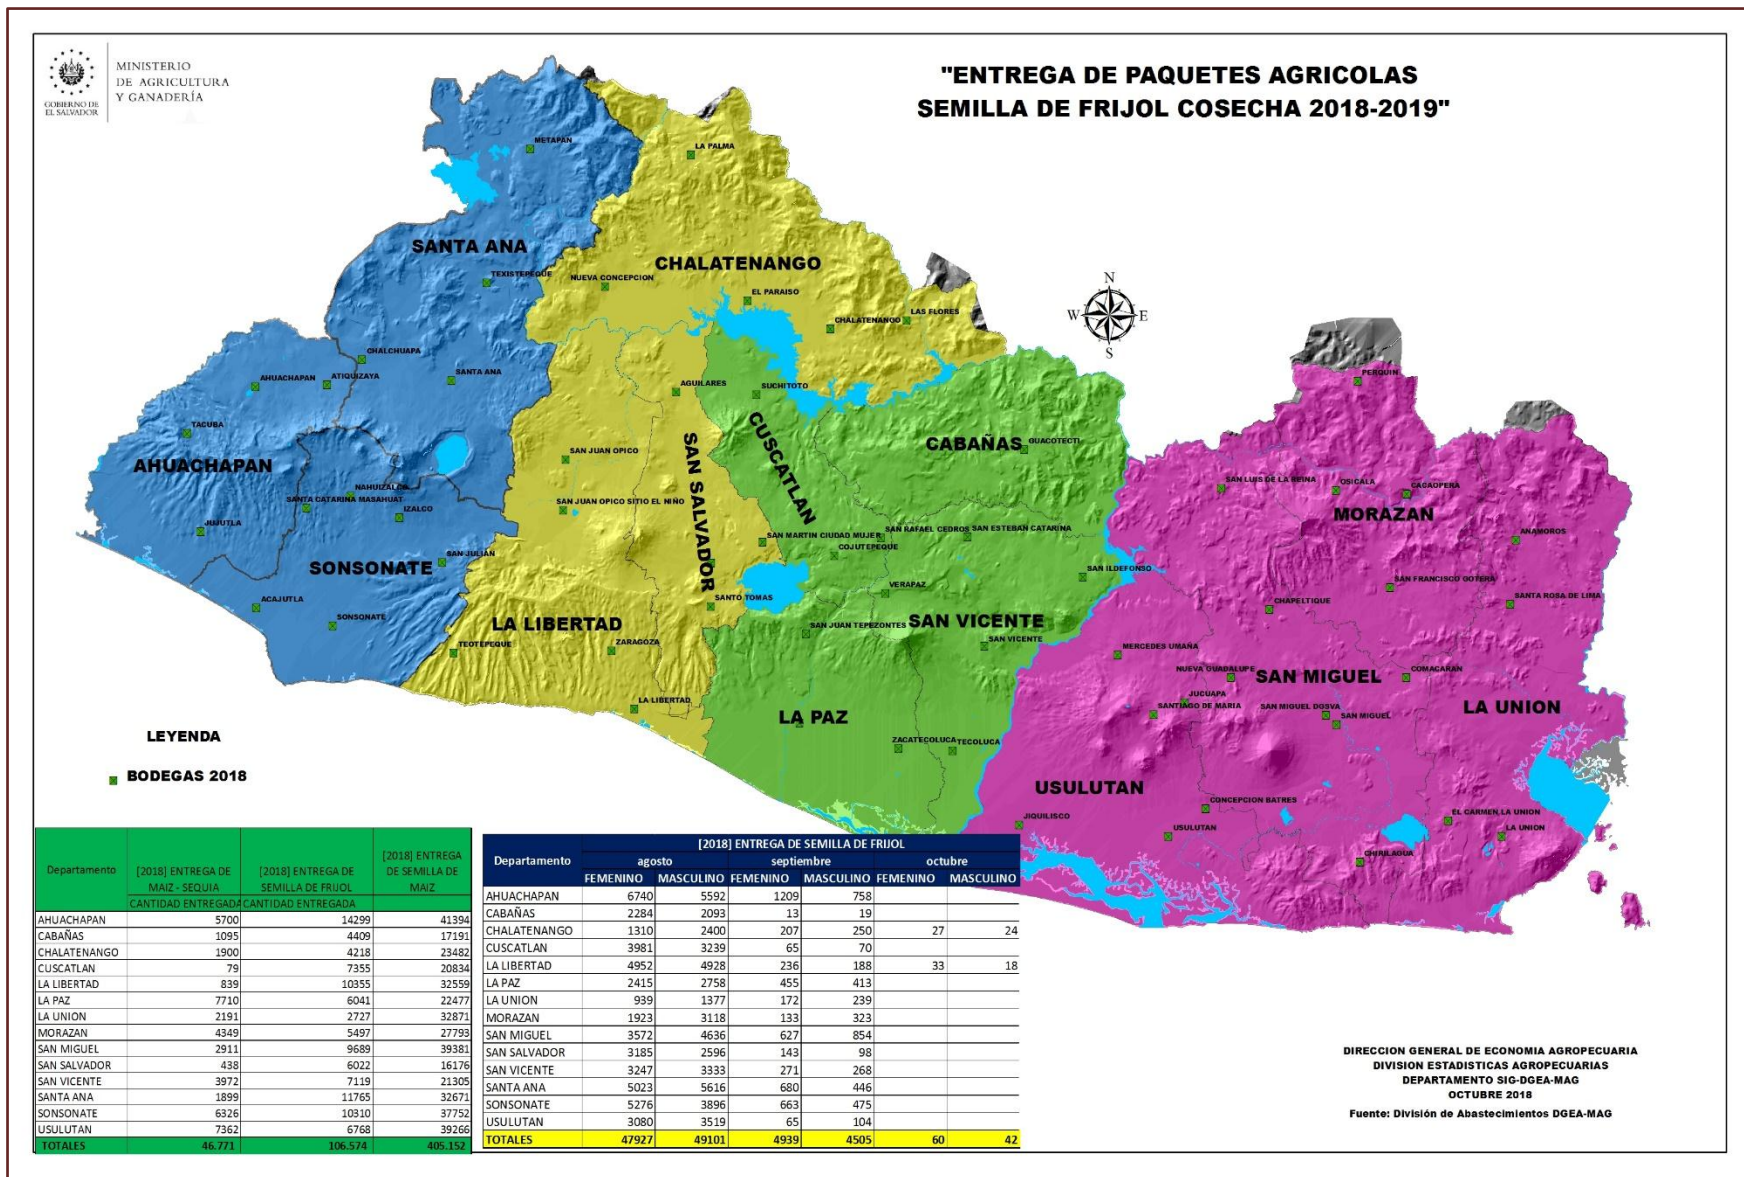 GOBIERNO DE
EL SALVADOR
MINISTERIO
DE AGRICULTURA
Y GANADERÍA
"ENTREGA DE PAQUETES AGRICOLAS
SEMILLA DE FRIJOL COSECHA 2018-2019"
METAPAN
LA PALMA
SANTA ANA
CHALATENANGO
TEXISTEPEQUE
NUEVA CONCEPCION
EL PARAISO
CHALATENANGO
LAS FLORES
N
W E
S
CHALCHUAPA
AHUACHAPAN
ATIQUIZAYA
SANTA ANA
AGUILARES
SUCHITOTO
PERQUIN
TACUBA
AHUACHAPAN
SAN JUAN OPICO
SAN SALVADOR
CUSCATLAN
CABAÑAS
GUACOTECTI
NAHUIZALCO
SANTA CATARINA MASAHUAT
IZALCO
SAN JUAN OPICO SITIO EL NIÑO
SAN LUIS DE LA REINA
OSICALA
CACAOPERA
MORAZAN
JUJUTLA
SAN MARTIN CIUDAD MUJER
SAN RAFAEL CEDROS
SAN ESTEBAN CATARINA
COJUTEPEQUE
ANAMOROS
SAN JULIAN
SONSONATE
SAN ILDEFONSO
VERAPAZ
SAN FRANCISCO GOTERA
SANTA ROSA DE LIMA
CHAPELTIQUE
ACAJUTLA
SONSONATE
LA LIBERTAD
SANTO TOMAS
SAN VICENTE
SAN JUAN TEPEZONTES
SAN VICENTE
TEOTEPEQUE
ZARAGOZA
MERCEDES UMAÑA
NUEVA GUADALUPE
SAN MIGUEL
COMACARAN
LA LIBERTAD
LA PAZ
JUCUAPA
SANTIAGO DE MARIA
SAN MIGUEL DGSVA
SAN MIGUEL
LA UNION
ZACATECOLUCA
TECOLUCA
USULUTAN
CONCEPCION BATRES
JIQUILISCO
USULUTAN
EL CARMEN,LA UNION
LA UNION
CHIRILAGUA
LEYENDA
BODEGAS 2018
Departamento [2018] ENTREGA DE MAIZ - SEQUIA [2018] ENTREGA DE SEMILLA DE FRIJOL [2018] ENTREGA DE SEMILLA DE MAIZ
CANTIDAD ENTREGADA CANTIDAD ENTREGADA
AHUACHAPAN 5700 14299 41394
CABAÑAS 1095 4409 17191
CHALATENANGO 1900 4218 23482
CUSCATLAN 79 7355 20834
LA LIBERTAD 839 10355 32559
LA PAZ 7710 6041 22477
LA UNION 2191 2727 32871
MORAZAN 4349 5497 27793
SAN MIGUEL 2911 9689 39381
SAN SALVADOR 438 6022 16176
SAN VICENTE 3972 7119 21305
SANTA ANA 1899 11765 32671
SONSONATE 6326 10310 37752
USULUTAN 7362 6768 39266
TOTALES 46.771 106.574 405.152
[2018] ENTREGA DE SEMILLA DE FRIJOL
Departamento agosto septiembre octubre
FEMENINO MASCULINO FEMENINO MASCULINO FEMENINO MASCULINO
AHUACHAPAN 6740 5592 1209 758
CABAÑAS 2284 2093 13 19
CHALATENANGO 1310 2400 207 250 27 24
CUSCATLAN 3981 3239 65 70
LA LIBERTAD 4952 4928 236 188 33 18
LA PAZ 2415 2758 455 413
LA UNION 939 1377 172 239
MORAZAN 1923 3118 133 323
SAN MIGUEL 3572 4636 627 854
SAN SALVADOR 3185 2596 143 98
SAN VICENTE 3247 3333 271 268
SANTA ANA 5023 5616 680 446
SONSONATE 5276 3896 663 475
USULUTAN 3080 3519 65 104
TOTALES 47927 49101 4939 4505 60 42
DIRECCION GENERAL DE ECONOMIA AGROPECUARIA
DIVISION ESTADISTICAS AGROPECUARIAS
DEPARTAMENTO SIG-DGEA-MAG
OCTUBRE 2018
Fuente: División de Abastecimientos DGEA-MAG